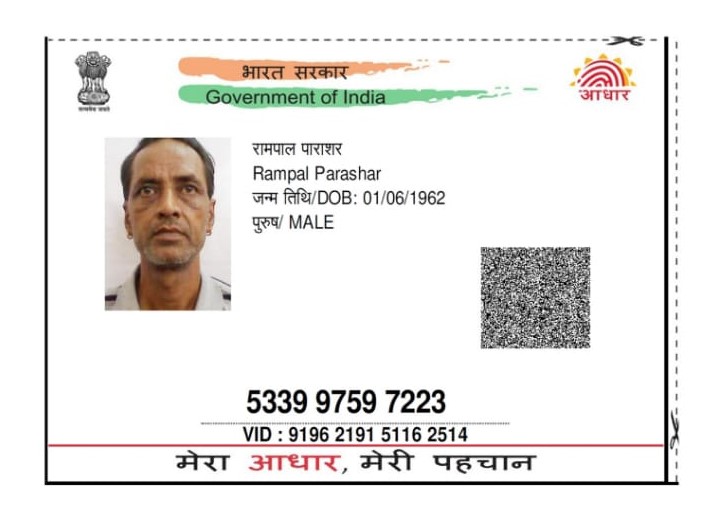 भारत सरकार
Government of India
सत्यमेव जयते
आधार
रामपाल पाराशर
Rampal Parashar
जन्म तिथि/DOB: 01/06/1962
पुरुष/ MALE
5339 9759 7223
VID : 9196 2191 5116 2514
मेरा आधार, मेरी पहचान